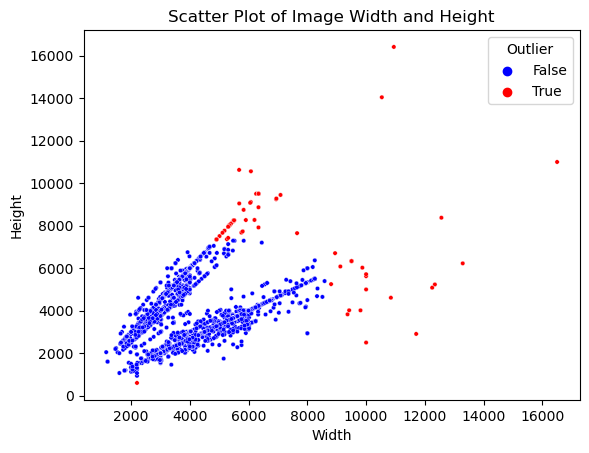 Scatter Plot of Image Width and Height
Outlier
False
True
16000
14000
12000
10000
8000
6000
4000
2000
0
Height
2000 4000 6000 8000 10000 12000 14000 16000
Width